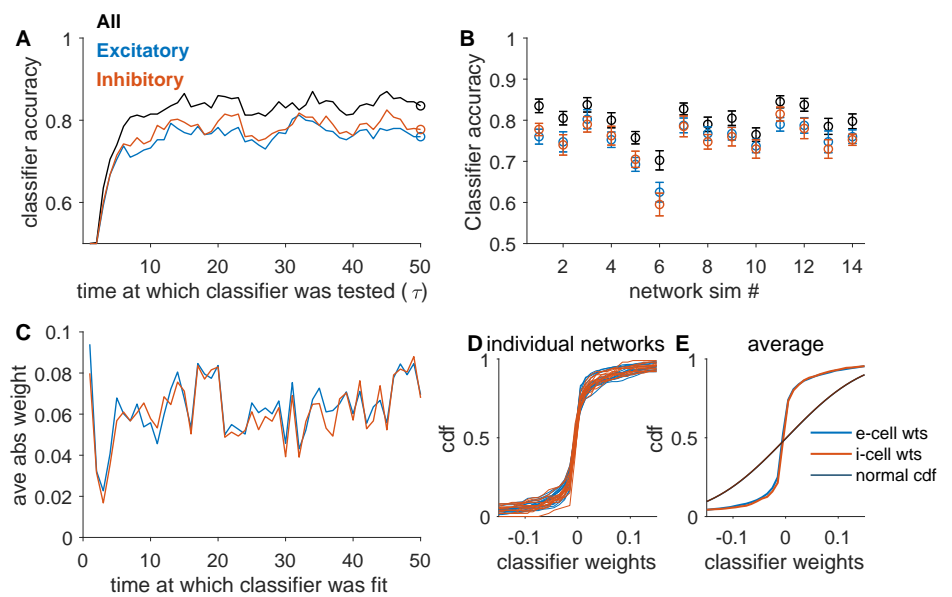 All
A
Excitatory
Inhibitory
classifier accuracy
1
0.8
0.6
10 20 30 40 50
time at which classifier was tested (τ)
B
Classifier accuracy
1
0.9
0.8
0.7
0.6
0.5
2 4 6 8 10 12 14
network sim #
C
ave abs weight
0.1
0.08
0.06
0.04
0.02
0
0 10 20 30 40 50
time at which classifier was fit
D individual networks
cdf
1
0.5
0
-0.1 0 0.1
classifier weights
E average
cdf
1
0.5
0
-0.1 0 0.1
classifier weights
e-cell wts
i-cell wts
normal cdf